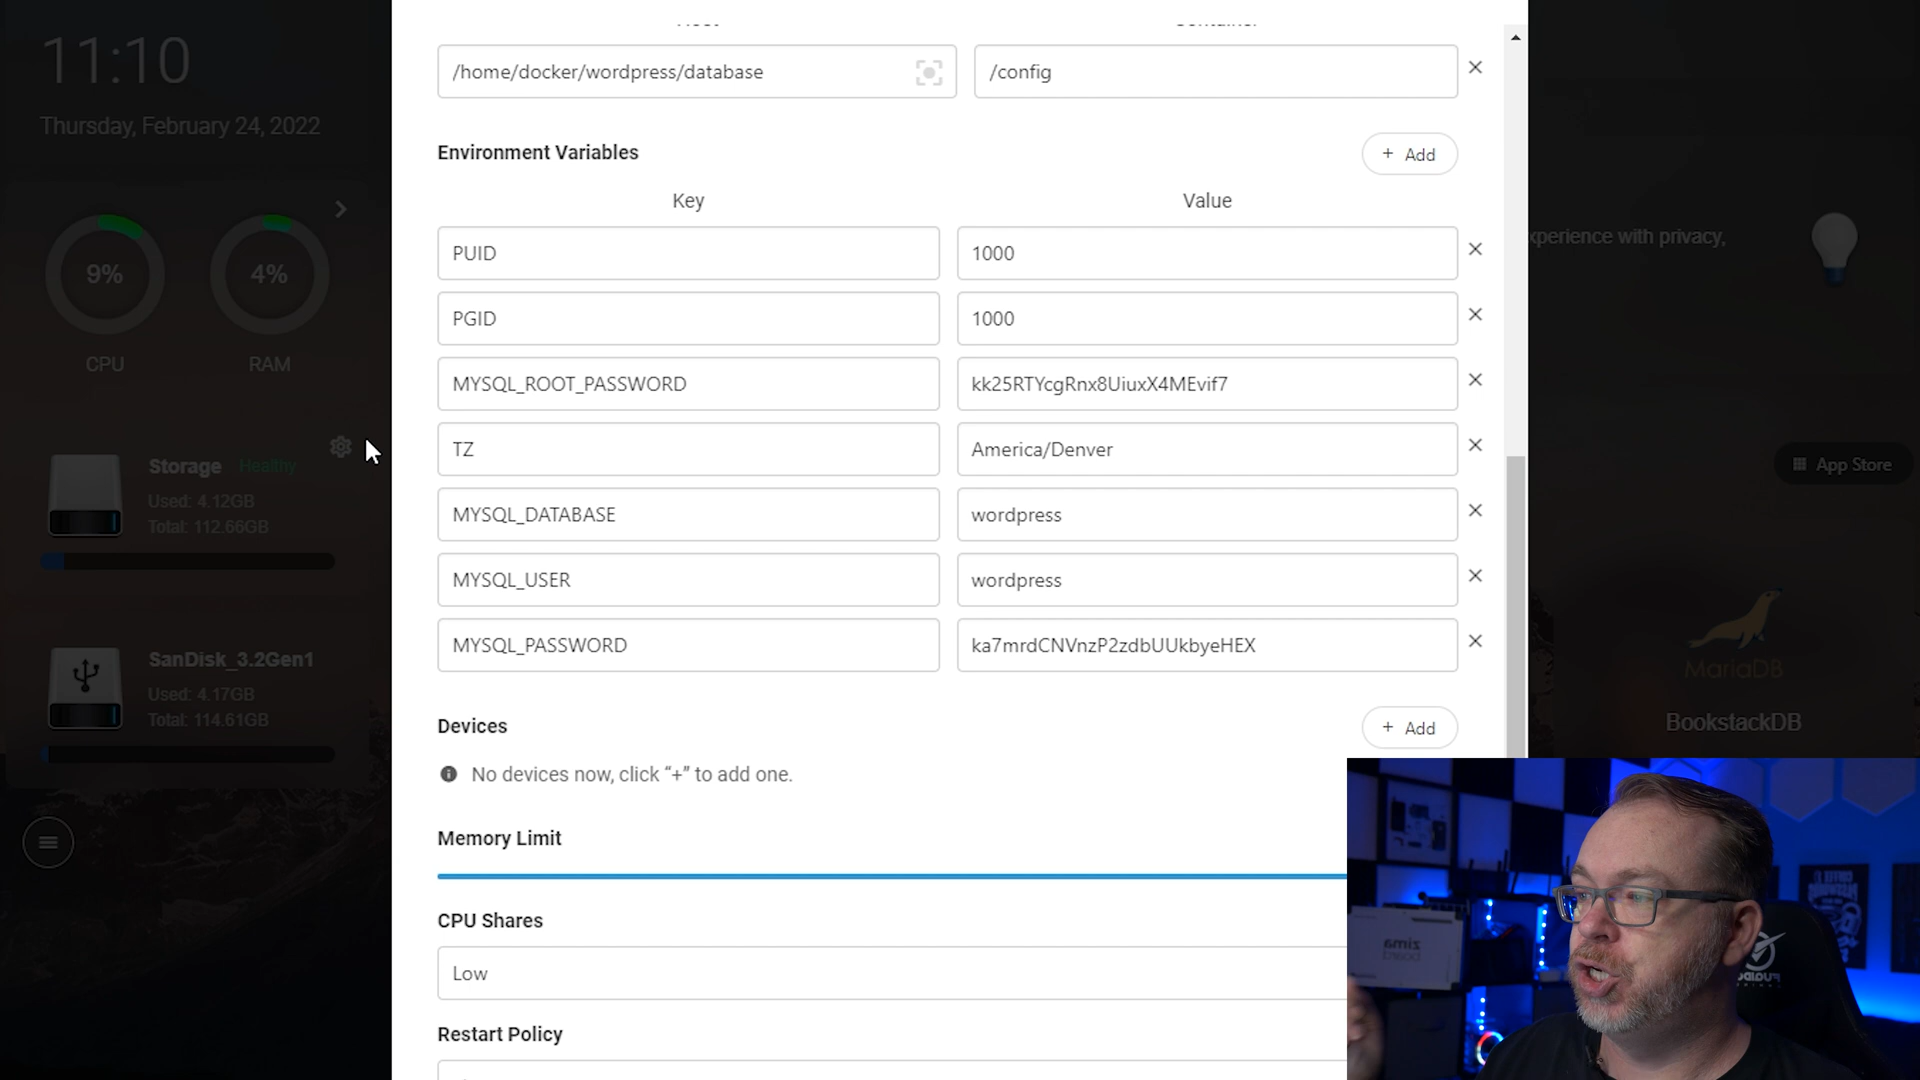 11:10
Thursday, February 24, 2022
9%
4%
CPU
RAM
Storage Healthy
Used: 4.12GB
Total: 112.66GB
SanDisk_3.2Gen1
Used: 4.17GB
Total: 114.61GB
/home/docker/wordpress/database
/config
Environment Variables
+ Add
Key
Value
PUID
1000
PGID
1000
MYSQL_ROOT_PASSWORD
kk25RTYcgRnx8UiuxX4MEvif7
TZ
America/Denver
MYSQL_DATABASE
wordpress
MYSQL_USER
wordpress
MYSQL_PASSWORD
ka7mrdCNVnzP2zdbUUkbyeHEX
Devices
+ Add
No devices now, click “+” to add one.
Memory Limit
CPU Shares
Low
Restart Policy
xperience with privacy,
App Store
MariaDB
BookstackDB
zima
board